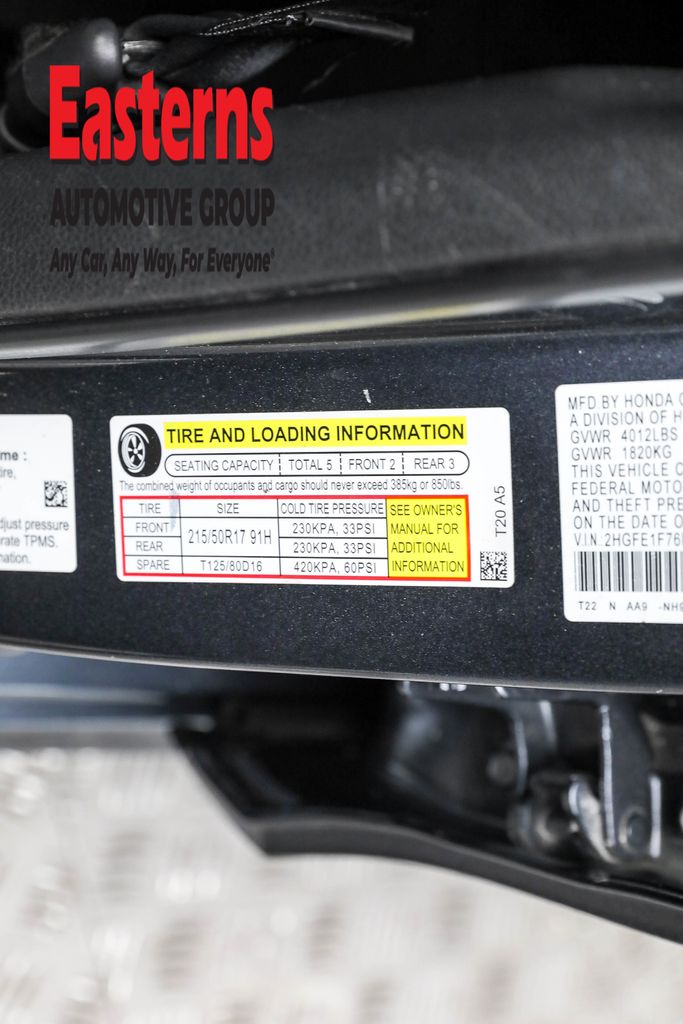 Easterns
AUTOMOTIVE GROUP
Any Car, Any Way, For Everyone®
me :
ire,
djust pressure
rate TPMS.
mation.
TIRE AND LOADING INFORMATION
SEATING CAPACITY TOTAL 5 FRONT 2 REAR 3
The combined weight of occupants and cargo should never exceed 385kg or 850lbs.
TIRE SIZE COLD TIRE PRESSURE SEE OWNER'S
FRONT 215/50R17 91H 230KPA, 33PSI MANUAL FOR
REAR 230KPA, 33PSI ADDITIONAL
SPARE T125/80D16 420KPA, 60PSI INFORMATION
T20 A5
MFD.BY HONDA
A DIVISION OF H
GVWR 4012LBS
GVWR 1820KG
THIS VEHICLE C
FEDERAL MOTO
AND THEFT PRE
ON THE DATE O
V.I.N.:2HGFE1F76
T22 N AA9 -NH9